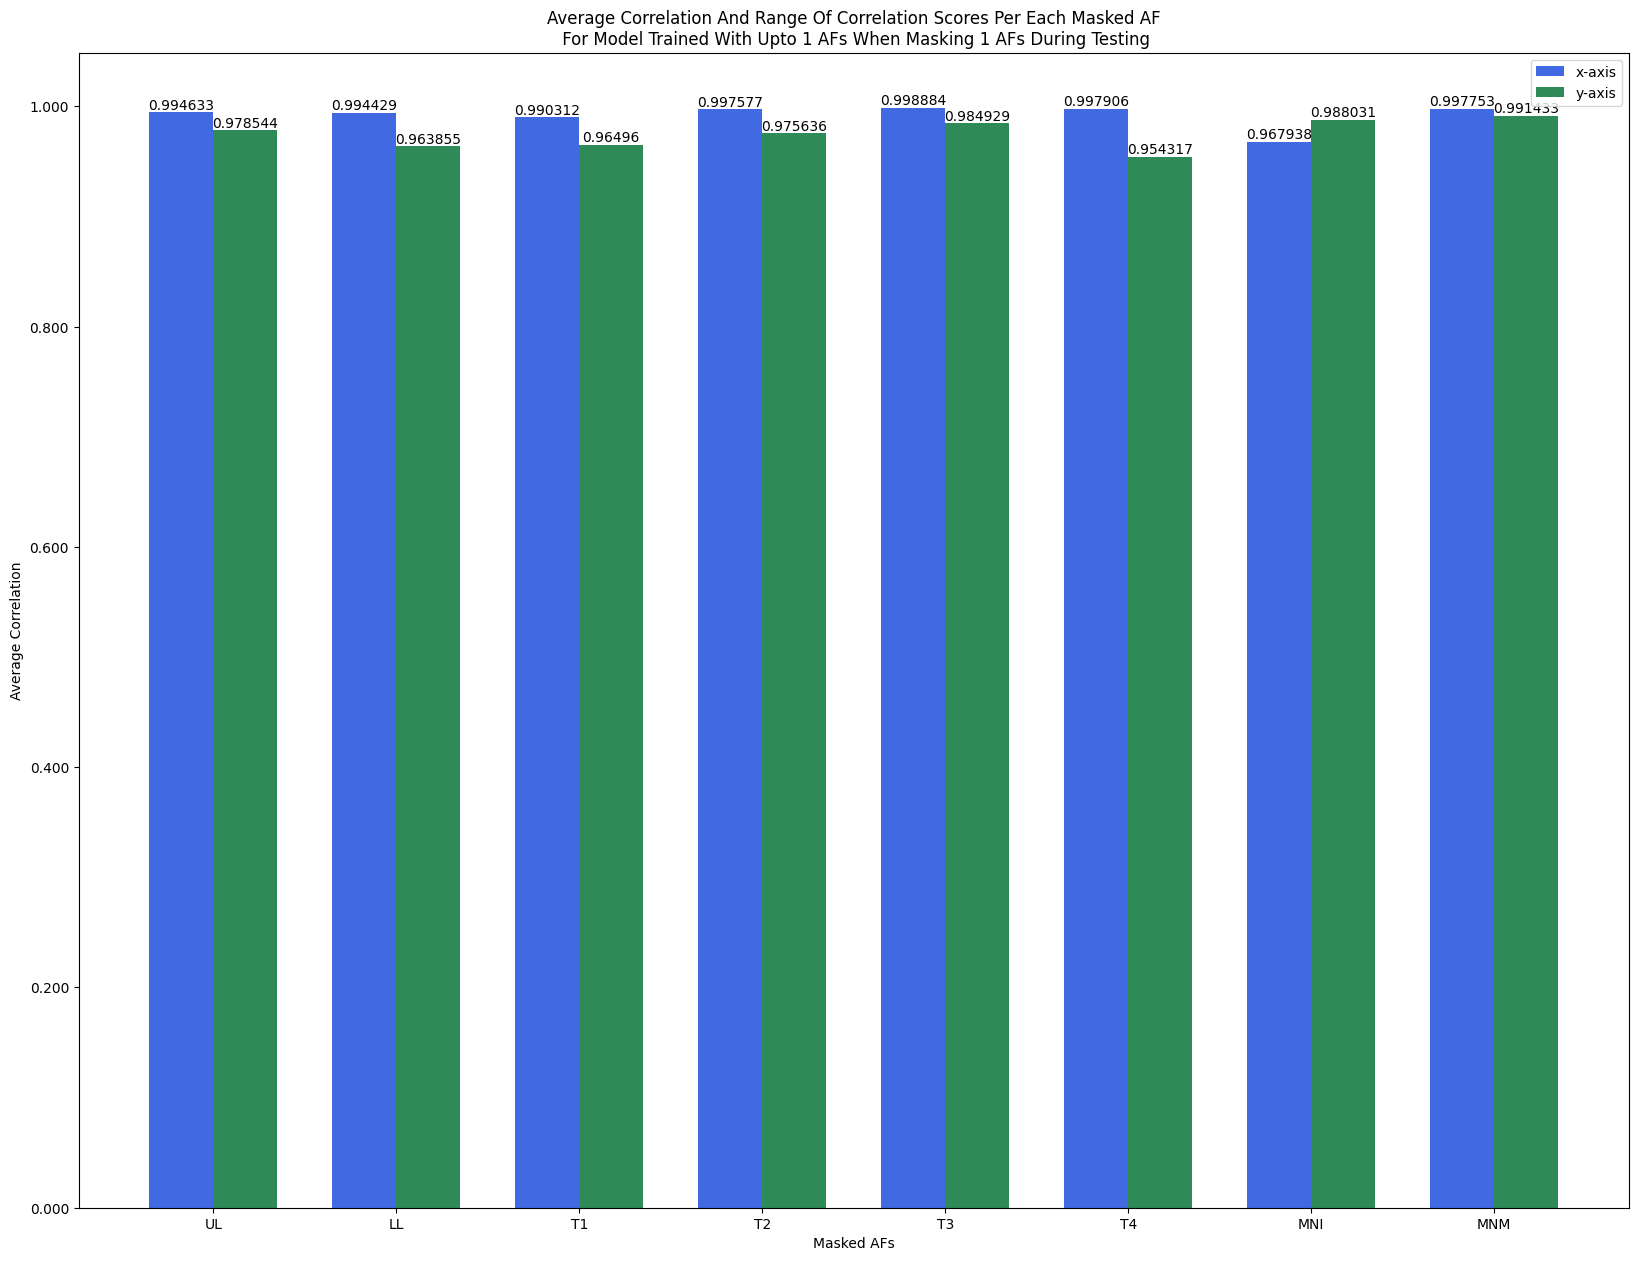 Average Correlation And Range Of Correlation Scores Per Each Masked AF
For Model Trained With Upto 1 AFs When Masking 1 AFs During Testing
x-axis
y-axis
1.000
0.800
0.600
0.400
0.200
0.000
Average Correlation
0.994633
0.978544
0.994429
0.963855
0.990312
0.96496
0.997577
0.975636
0.998884
0.984929
0.997906
0.954317
0.967938
0.988031
0.997753
0.991433
UL
LL
T1
T2
T3
T4
MNI
MNM
Masked AFs